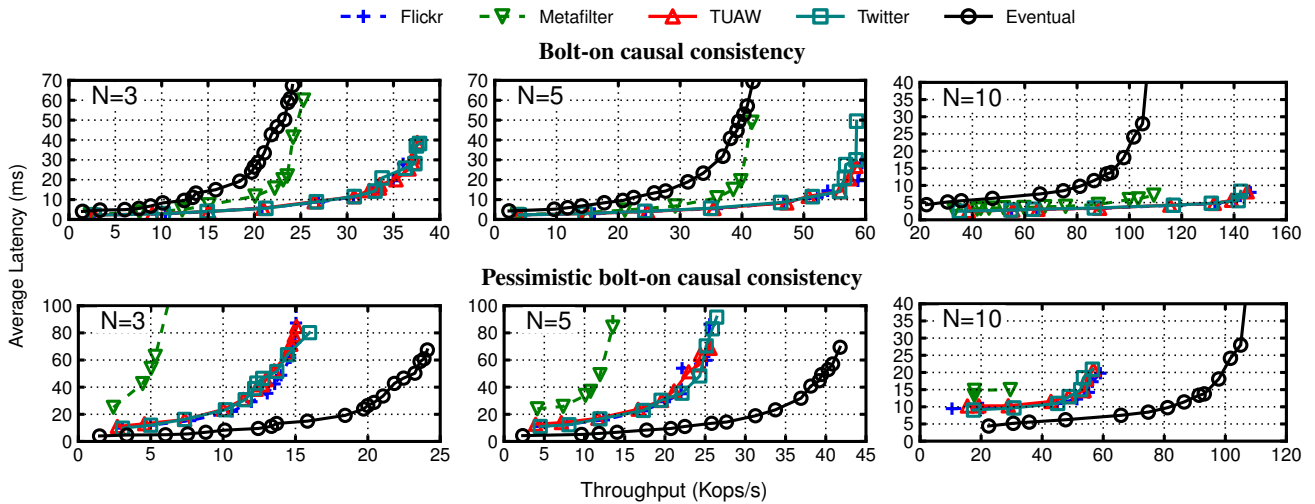 Flickr Metafilter TUAW Twitter Eventual
Bolt-on causal consistency
N=3
70
60
50
40
30
20
10
0
0 5 10 15 20 25 30 35 40
N=5
70
60
50
40
30
20
10
0
0 10 20 30 40 50 60
N=10
40
35
30
25
20
15
10
5
0
20 40 60 80 100 120 140 160
Average Latency (ms)
Pessimistic bolt-on causal consistency
N=3
100
80
60
40
20
0
0 5 10 15 20 25
N=5
100
80
60
40
20
0
0 5 10 15 20 25 30 35 40 45
N=10
40
35
30
25
20
15
10
5
0
0 20 40 60 80 100 120
Throughput (Kops/s)